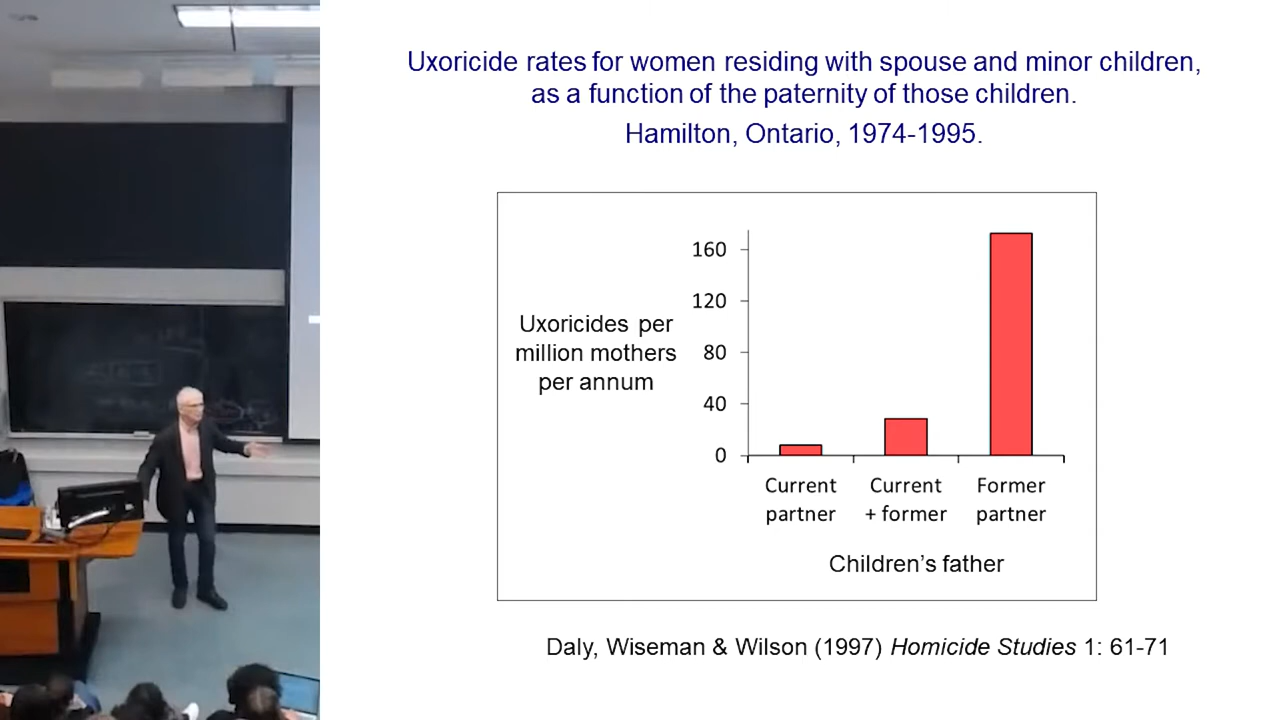 Uxoricide rates for women residing with spouse and minor children,
as a function of the paternity of those children.
Hamilton, Ontario, 1974-1995.
Uxoricides per
million mothers
per annum
160
120
80
40
0
Current
partner
Current
+ former
Former
partner
Children's father
Daly, Wiseman & Wilson (1997) Homicide Studies 1: 61-71